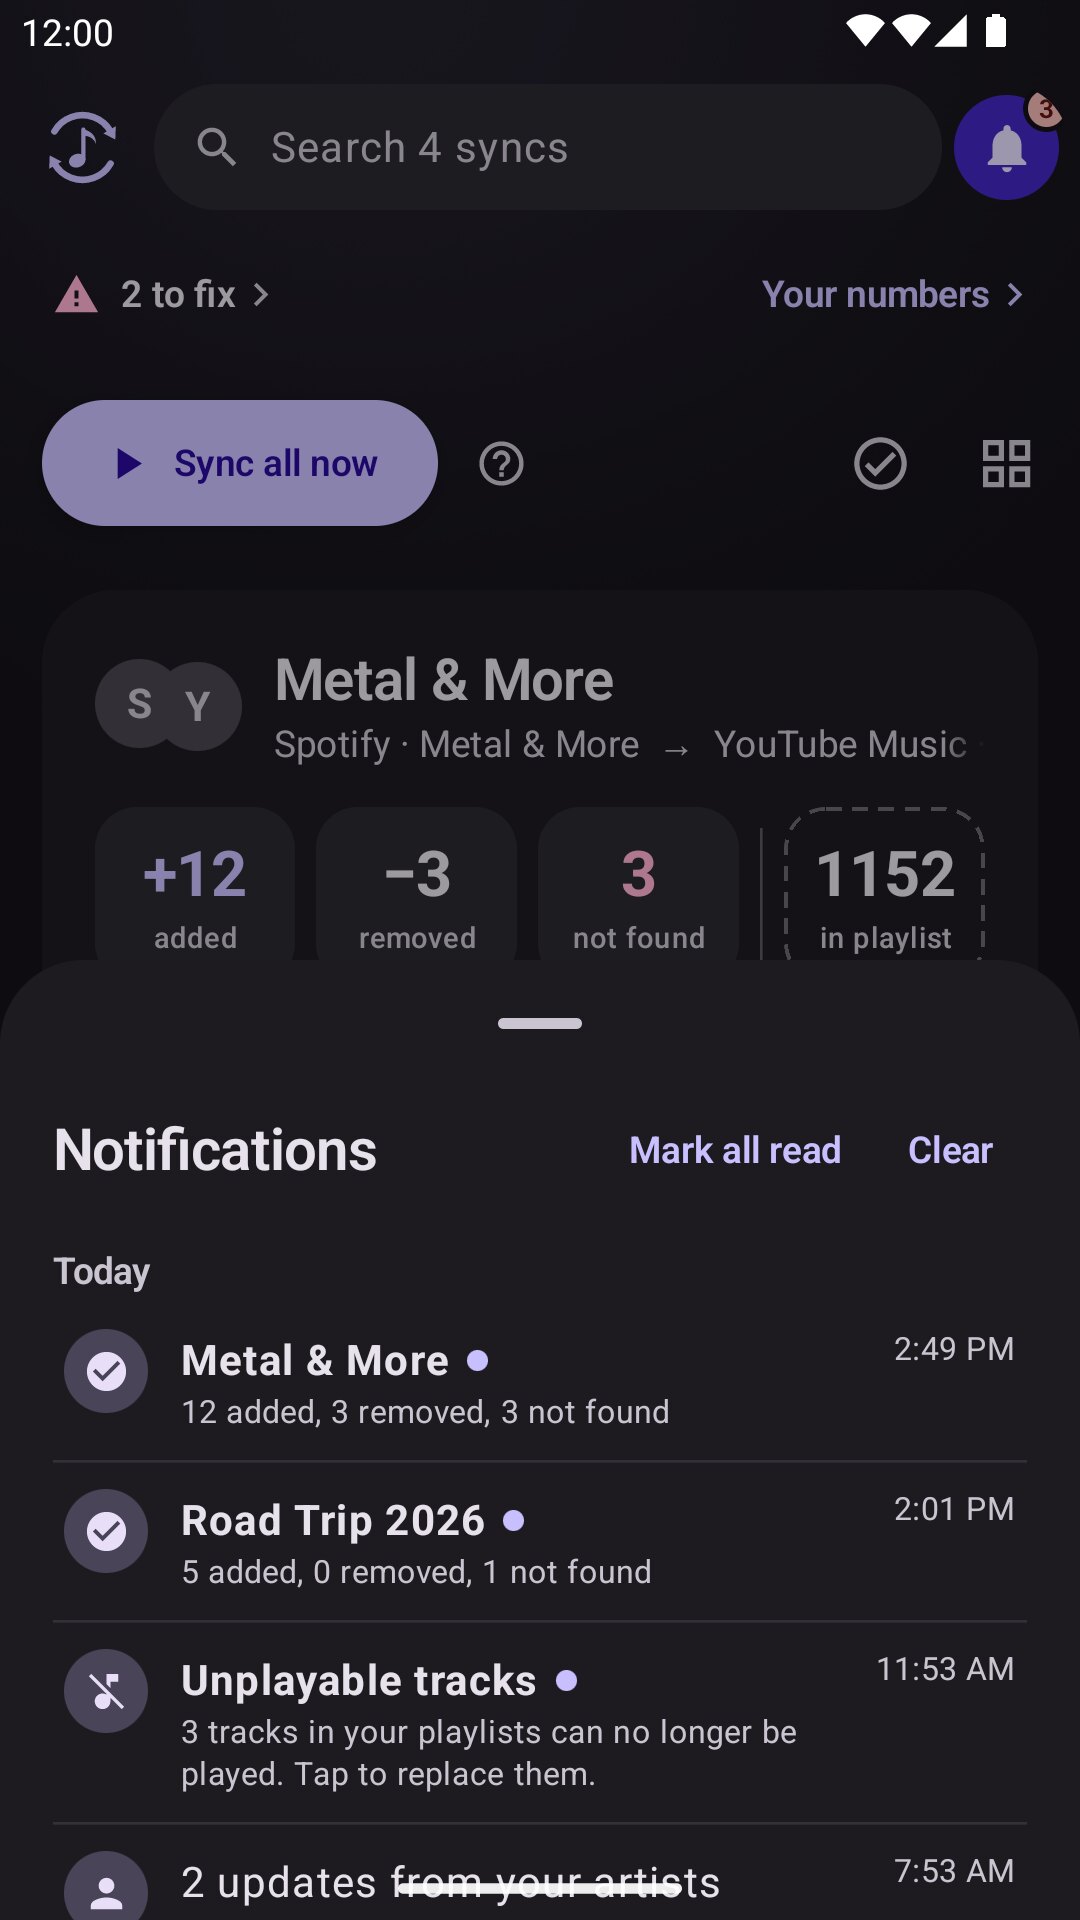 12:00
Search 4 syncs
3
2 to fix
Your numbers
Sync all now
S Y
Metal & More
Spotify · Metal & More → YouTube Music
+12
added
−3
removed
3
not found
1152
in playlist
Notifications
Mark all read
Clear
Today
Metal & More
2:49 PM
12 added, 3 removed, 3 not found
Road Trip 2026
2:01 PM
5 added, 0 removed, 1 not found
Unplayable tracks
11:53 AM
3 tracks in your playlists can no longer be
played. Tap to replace them.
2 updates from your artists
7:53 AM